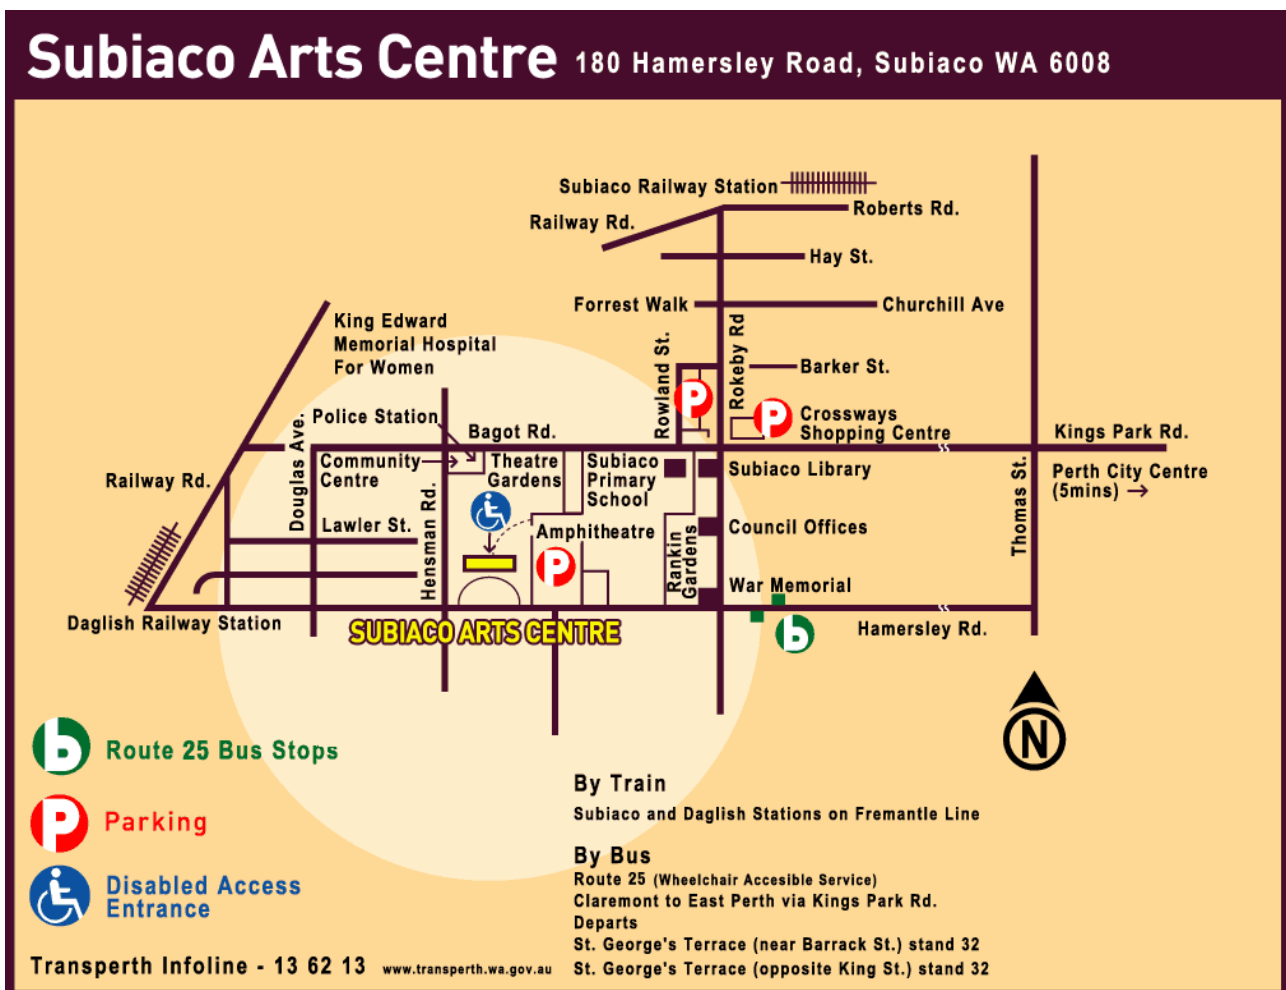 Subiaco Arts Centre 180 Hamersley Road, Subiaco WA 6008
Subiaco Railway Station
Roberts Rd.
Railway Rd.
Hay St.
Forrest Walk
Churchill Ave
King Edward
Memorial Hospital
For Women
Rowland St.
Rokeby Rd
Barker St.
P
P
Crossways
Shopping Centre
Police Station
Bagot Rd.
Kings Park Rd.
Douglas Ave.
Community
Centre
Theatre
Gardens
Subiaco
Primary
School
Subiaco Library
Perth City Centre
(5mins)
Railway Rd.
Hensman Rd.
Lawler St.
Amphitheatre
P
Rankin
Gardens
Council Offices
Thomas St.
War Memorial
Daglish Railway Station
SUBIACO ARTS CENTRE
b
Hamersley Rd.
N
b Route 25 Bus Stops
P Parking
Disabled Access
Entrance
Transperth Infoline - 13 62 13 www.transperth.wa.gov.au
By Train
Subiaco and Daglish Stations on Fremantle Line
By Bus
Route 25 (Wheelchair Accesible Service)
Claremont to East Perth via Kings Park Rd.
Departs
St. George's Terrace (near Barrack St.) stand 32
St. George's Terrace (opposite King St.) stand 32